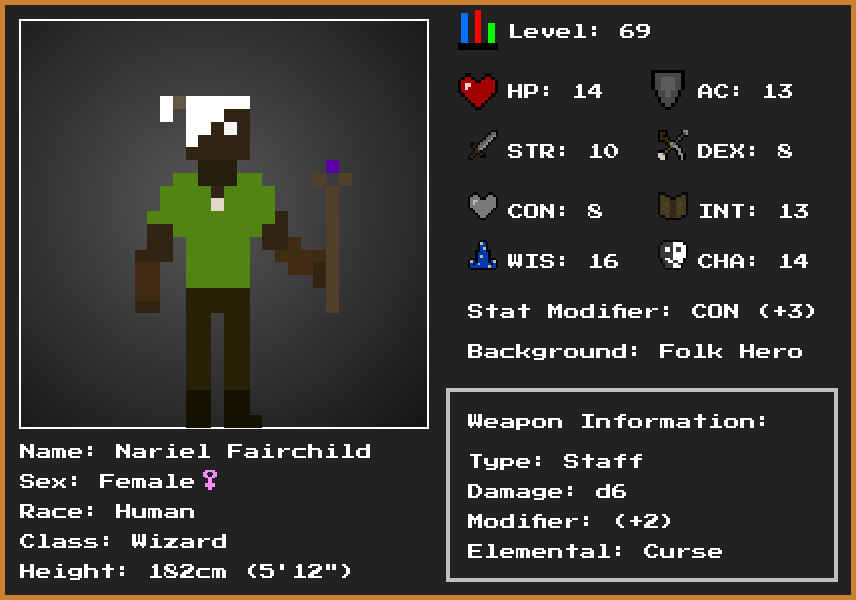 Level: 69
HP: 14 AC: 13
STR: 10 DEX: 8
CON: 8 INT: 13
WIS: 16 CHA: 14
Stat Modifier: CON (+3)
Background: Folk Hero
Weapon Information:
Type: Staff
Damage: d6
Modifier: (+2)
Elemental: Curse
Name: Nariel Fairchild
Sex: Female♀
Race: Human
Class: Wizard
Height: 182cm (5'12")